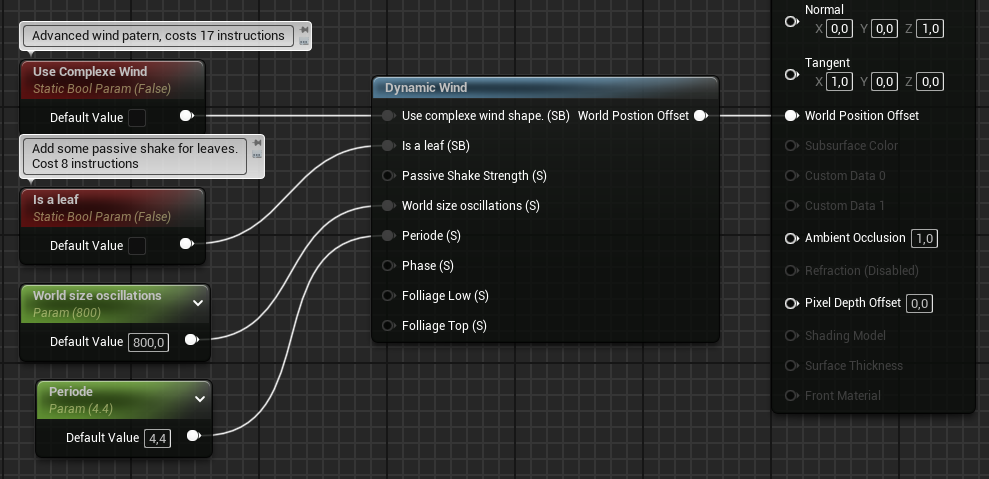 Advanced wind patern, costs 17 instructions
Use Complexe Wind
Static Bool Param (False)
Default Value
Add some passive shake for leaves.
Cost 8 instructions
Is a leaf
Static Bool Param (False)
Default Value
World size oscillations
Param (800)
Default Value 800,0
Periode
Param (4.4)
Default Value 4,4
Dynamic Wind
Use complexe wind shape. (SB) World Postion Offset
Is a leaf (SB)
Passive Shake Strength (S)
World size oscillations (S)
Periode (S)
Phase (S)
Folliage Low (S)
Folliage Top (S)
Normal
X 0,0 Y 0,0 Z 1,0
Tangent
X 1,0 Y 0,0 Z 0,0
World Position Offset
Subsurface Color
Custom Data 0
Custom Data 1
Ambient Occlusion 1,0
Refraction (Disabled)
Pixel Depth Offset 0,0
Shading Model
Surface Thickness
Front Material